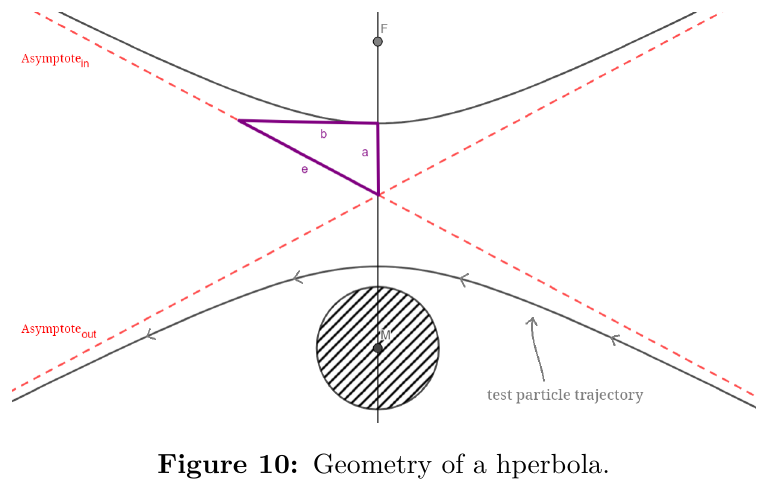 F
Asymptote_in
b
a
e
Asymptote_out
M
test particle trajectory
Figure 10: Geometry of a hperbola.